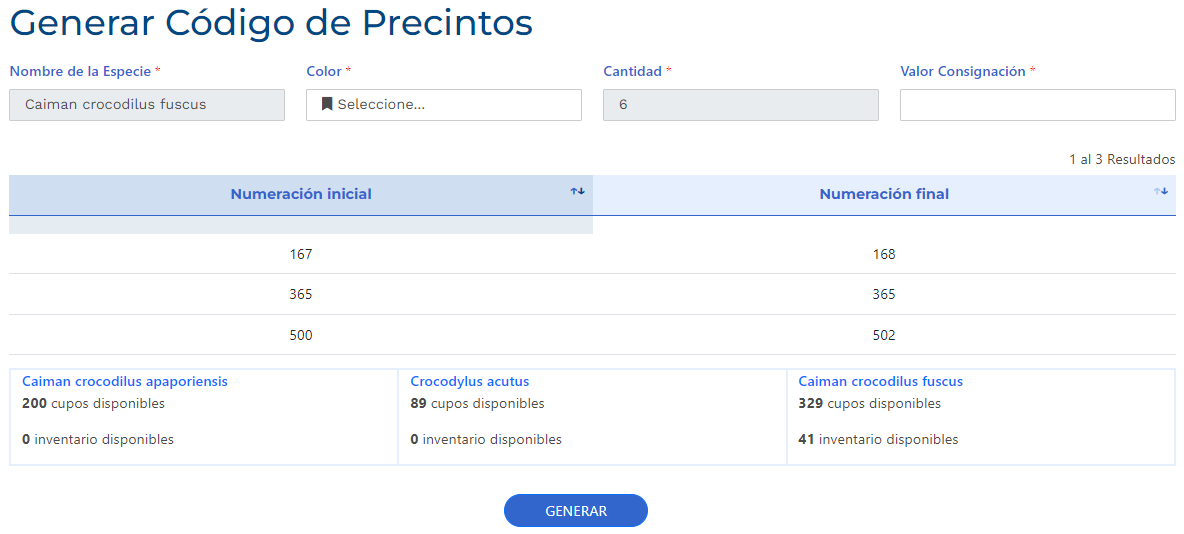 Generar Código de Precintos
Nombre de la Especie * Color * Cantidad * Valor Consignación *
Caiman crocodilus fuscus Seleccione... 6
1 al 3 Resultados
Numeración inicial Numeración final
167 168
365 365
500 502
Caiman crocodilus apaporiensis Crocodylus acutus Caiman crocodilus fuscus
200 cupos disponibles 89 cupos disponibles 329 cupos disponibles
0 inventario disponibles 0 inventario disponibles 41 inventario disponibles
GENERAR